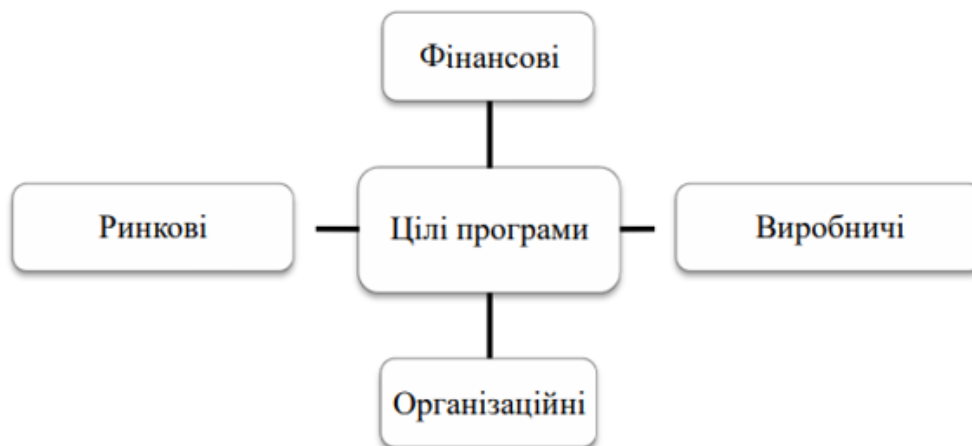 Фінансові
Ринкові
Цілі програми
Виробничі
Організаційні